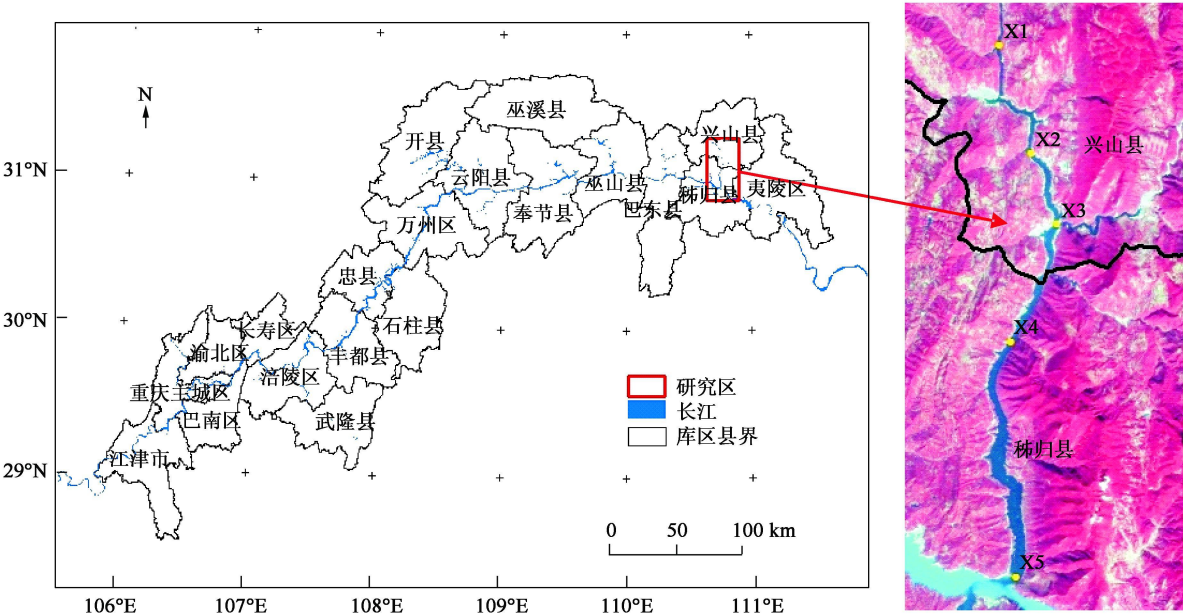 N
31°N
30°N
29°N
106°E
107°E
108°E
109°E
110°E
111°E
巫溪县
开县
兴山县
云阳县
巫山县
秭归县
夷陵区
奉节县
巴东县
万州区
忠县
石柱县
长寿区
渝北区
丰都县
涪陵区
重庆主城区
巴南区
武隆县
江津市
研究区
长江
库区县界
0 50 100 km
X1
X2
兴山县
X3
X4
秭归县
X5